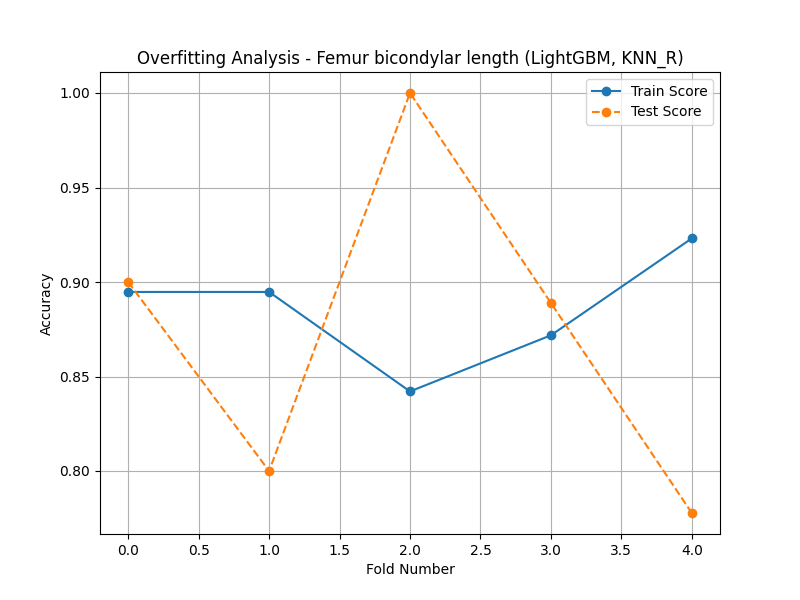 Overfitting Analysis - Femur bicondylar length (LightGBM, KNN_R)
Train Score
Test Score
1.00
0.95
0.90
0.85
0.80
Accuracy
0.0 0.5 1.0 1.5 2.0 2.5 3.0 3.5 4.0
Fold Number